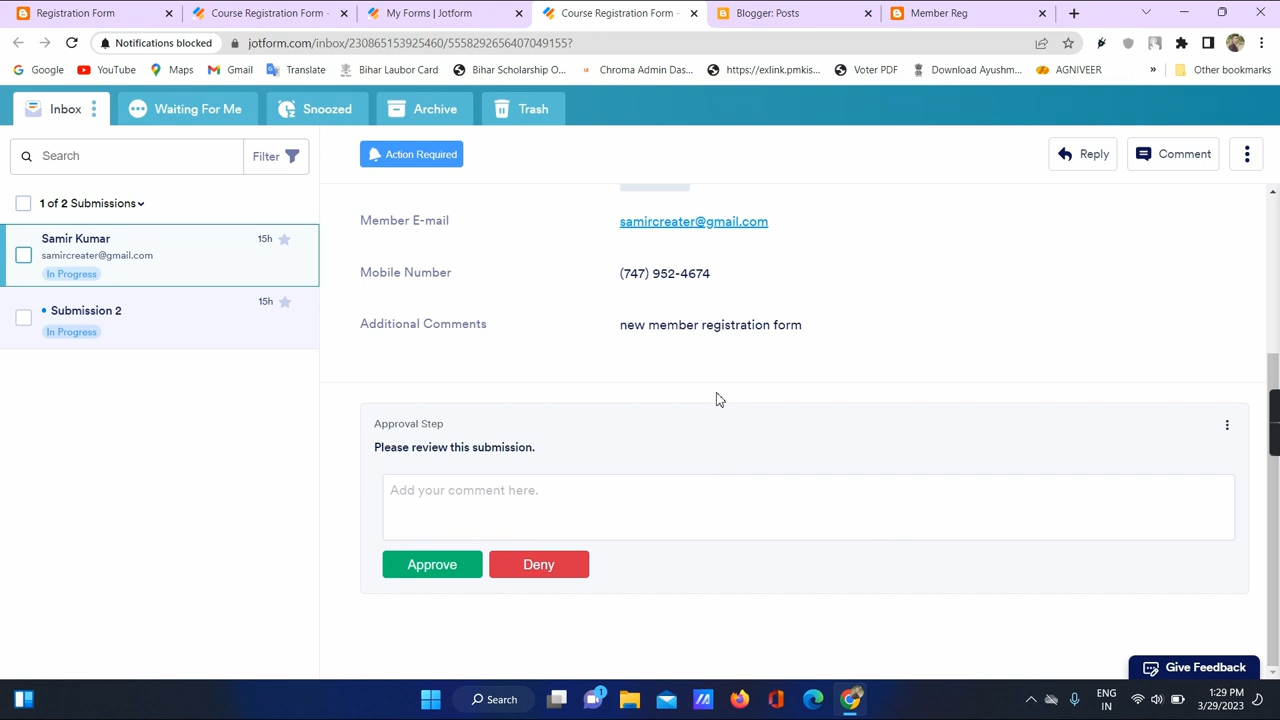 Registration Form
Course Registration Form -
My Forms | Jotform
Course Registration Form -
Blogger: Posts
Member Reg
Notifications blocked
jotform.com/inbox/230865153925460/5558292656407049155?
Google
YouTube
Maps
Gmail
Translate
Bihar Laubor Card
Bihar Scholarship O...
Chroma Admin Das...
https://exlink.pmkis...
Voter PDF
Download Ayushm...
AGNIVEER
»
Other bookmarks
Inbox
Waiting For Me
Snoozed
Archive
Trash
Search
Filter
Action Required
Reply
Comment
1 of 2 Submissions
Samir Kumar
15h
samircreater@gmail.com
In Progress
Submission 2
15h
In Progress
Member E-mail
samircreater@gmail.com
Mobile Number
(747) 952-4674
Additional Comments
new member registration form
Approval Step
Please review this submission.
Add your comment here.
Approve
Deny
Give Feedback
Search
1
ENG
IN
1:29 PM
3/29/2023